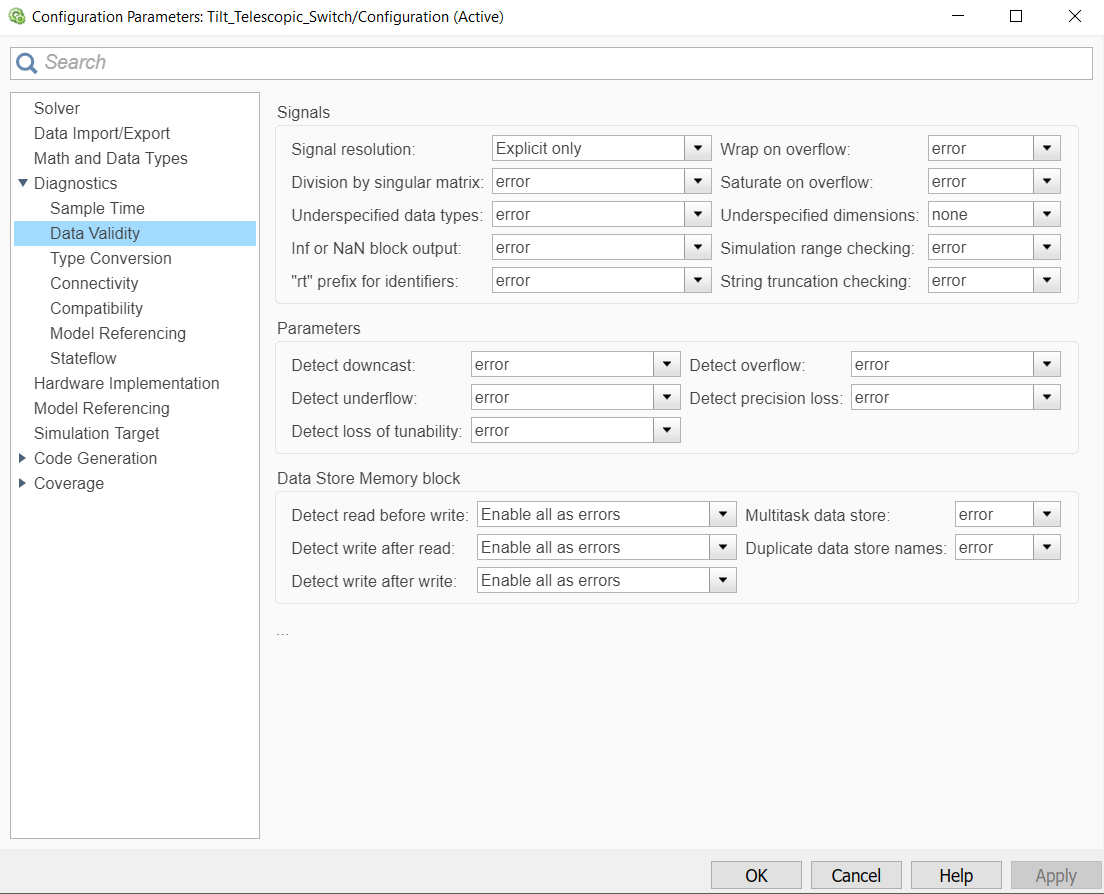 Configuration Parameters: Tilt_Telescopic_Switch/Configuration (Active)
Search
Solver
Data Import/Export
Math and Data Types
Diagnostics
Sample Time
Data Validity
Type Conversion
Connectivity
Compatibility
Model Referencing
Stateflow
Hardware Implementation
Model Referencing
Simulation Target
Code Generation
Coverage
Signals
Signal resolution: Explicit only Wrap on overflow: error
Division by singular matrix: error Saturate on overflow: error
Underspecified data types: error Underspecified dimensions: none
Inf or NaN block output: error Simulation range checking: error
"rt" prefix for identifiers: error String truncation checking: error
Parameters
Detect downcast: error Detect overflow: error
Detect underflow: error Detect precision loss: error
Detect loss of tunability: error
Data Store Memory block
Detect read before write: Enable all as errors Multitask data store: error
Detect write after read: Enable all as errors Duplicate data store names: error
Detect write after write: Enable all as errors
...
OK Cancel Help Apply